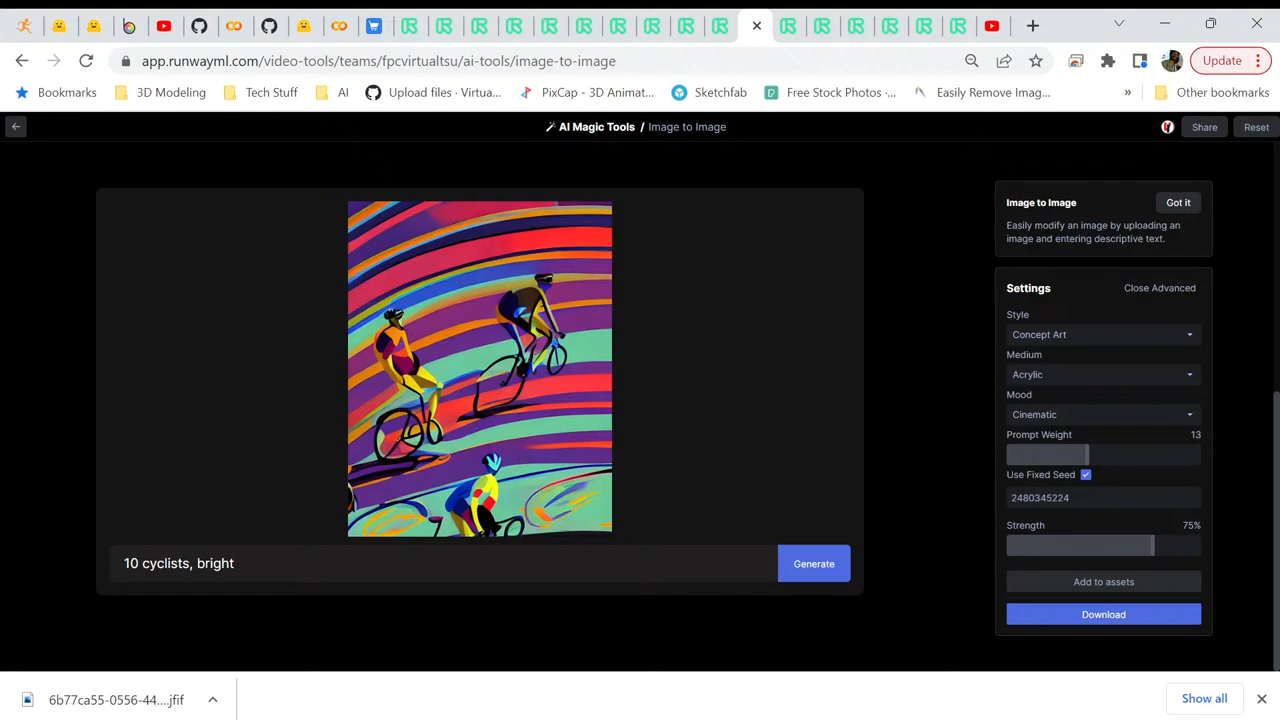 app.runwayml.com/video-tools/teams/fpcvirtualtsu/ai-tools/image-to-image
Update
Bookmarks
3D Modeling
Tech Stuff
AI
Upload files · Virtua...
PixCap - 3D Animat...
Sketchfab
Free Stock Photos ·...
Easily Remove Imag...
»
Other bookmarks
AI Magic Tools / Image to Image
Share
Reset
Image to Image
Got it
Easily modify an image by uploading an
image and entering descriptive text.
Settings
Close Advanced
Style
Concept Art
Medium
Acrylic
Mood
Cinematic
Prompt Weight 13
Use Fixed Seed
2480345224
Strength 75%
Add to assets
Download
10 cyclists, bright
Generate
6b77ca55-0556-44....jfif
Show all